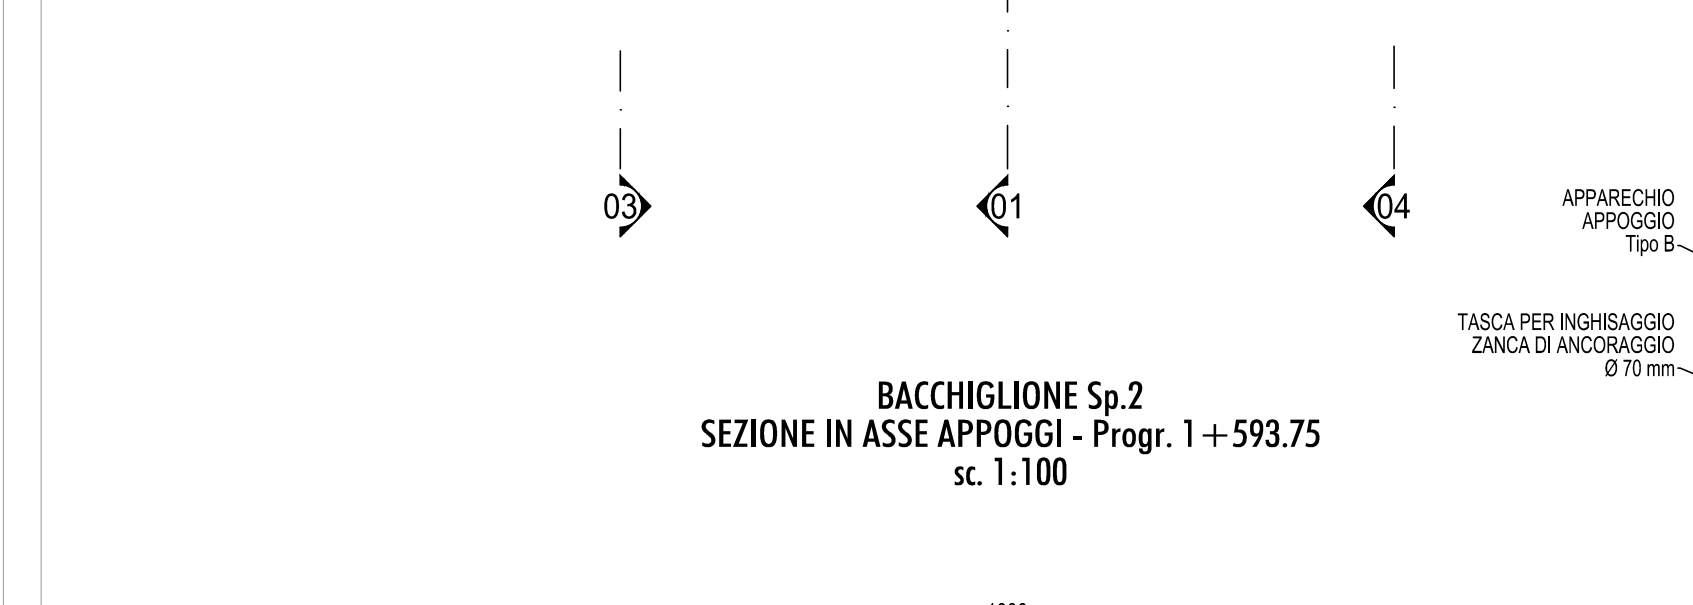 03
01
04
APPARECHIO
APPOGGIO
Tipo B
TASCA PER INGHISAGGIO
ZANCA DI ANCORAGGIO
Ø 70 mm
BACCHIGLIONE Sp.2
SEZIONE IN ASSE APPOGGI - Progr. 1+593.75
sc. 1:100